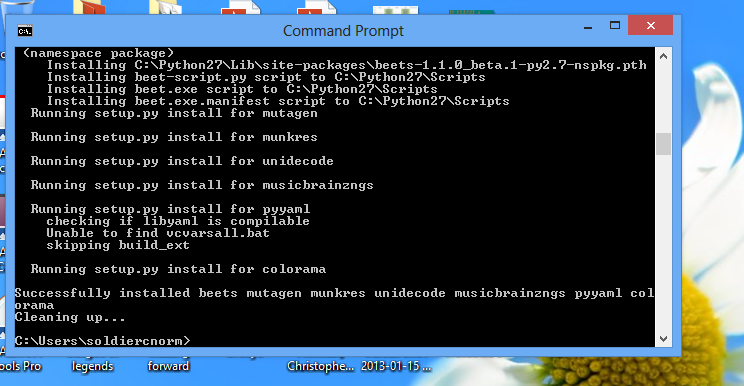 Command Prompt
(namespace package)
Installing C:\Python27\Lib\site-packages\beets-1.1.0_beta.1-py2.7-nspkg.pth
Installing beet-script.py script to C:\Python27\Scripts
Installing beet.exe script to C:\Python27\Scripts
Installing beet.exe.manifest script to C:\Python27\Scripts
Running setup.py install for mutagen
Running setup.py install for munkres
Running setup.py install for unidecode
Running setup.py install for musicbrainzngs
Running setup.py install for pyyaml
checking if libyaml is compilable
Unable to find vcvarsall.bat
skipping build_ext
Running setup.py install for colorama
Successfully installed beets mutagen munkres unidecode musicbrainzngs pyyaml col
orama
Cleaning up...
C:\Users\soldiercnorm>
ools Pro legends forward Christophe... 2013-01-15 ...